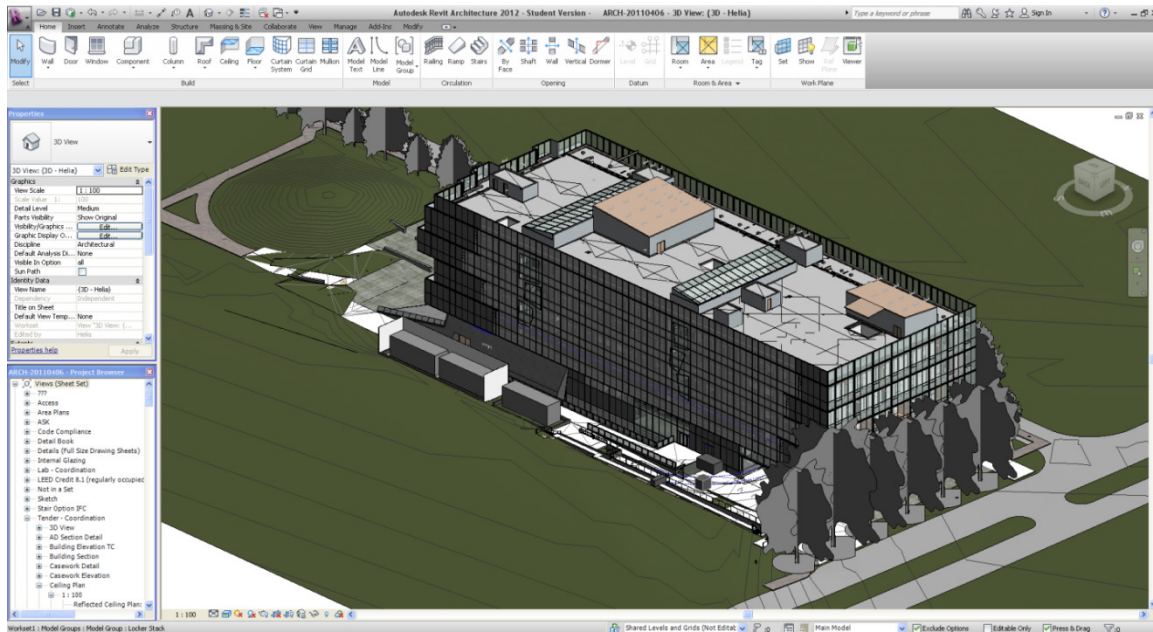 Autodesk Revit Architecture 2012 - Student Version - ARCH-20110406 - 3D View: {3D - Helia}
Type a keyword or phrase
Sign In
Home Insert Annotate Analyze Structure Massing & Site Collaborate View Manage Add-Ins Modify
Modify Wall Door Window Component Column Roof Ceiling Floor Curtain System Curtain Grid Mullion Model Text Model Line Model Group Railing Ramp Stairs By Face Shaft Wall Vertical Dormer Level Grid Room Area Legend Tag Set Show Ref Plane Viewer
Select Build Model Circulation Opening Datum Room & Area Work Plane
Properties
3D View
3D View: {3D - Helia} Edit Type
Graphics
View Scale 1 : 100
Scale Value 1: 100
Detail Level Medium
Parts Visibility Show Original
Visibility/Graphics ... Edit...
Graphic Display O... Edit...
Discipline Architectural
Default Analysis Di... None
Visible In Option all
Sun Path
Identity Data
View Name {3D - Helia}
Dependency Independent
Title on Sheet
Default View Temp... None
Workset View "3D View: {...
Edited by Helia
Extents
Properties help Apply
ARCH-20110406 - Project Browser
Views (Sheet Set)
???
Access
Area Plans
ASK
Code Compliance
Detail Book
Details (Full Size Drawing Sheets)
Internal Glazing
Lab - Coordination
LEED Credit 8.1 (regularly occupied
Not in a Set
Sketch
Stair Option IFC
Tender - Coordination
3D View
AD Section Detail
Building Elevation TC
Building Section
Casework Detail
Casework Elevation
Ceiling Plan
1 : 100
Reflected Ceiling Plan:
1 : 100
Workset1 : Model Groups : Model Group : Locker Stack
Shared Levels and Grids (Not Editab
:0
Main Model
Exclude Options
Editable Only
Press & Drag
:0